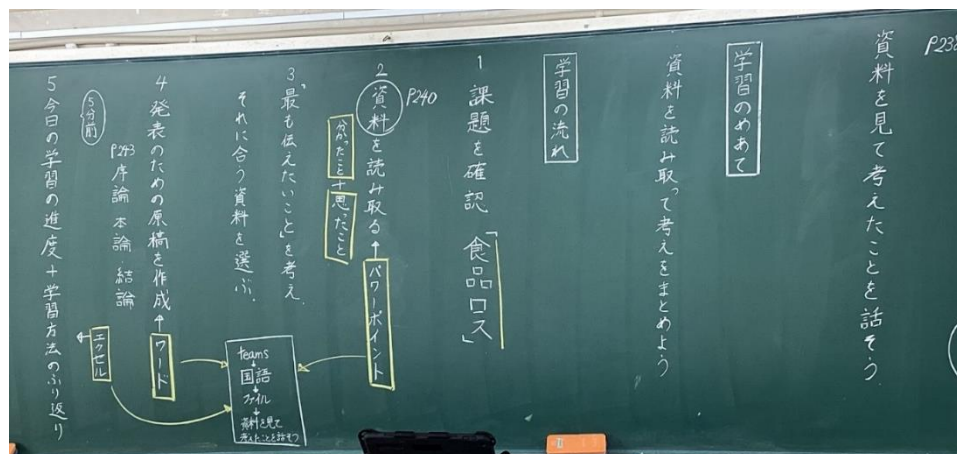 P238
資料を見て考えたことを話そう
学習のめあて
資料を読み取って考えをまとめよう
学習の流れ
1 課題を確認 「食品ロス」
P240
2 資料を読み取る ← パワーポイント
分かったこと + 思ったこと
3 「最も伝えたいこと」を考え、
それに合う資料を選ぶ。
4 発表のための原稿を作成 ← ワード
P243 序論 本論 結論
5分前
5 今日の学習の進度 + 学習方法のふり返り
← エクセル
teams
↓
国語
↓
ファイル
↓
資料を見て
考えたことを話そう